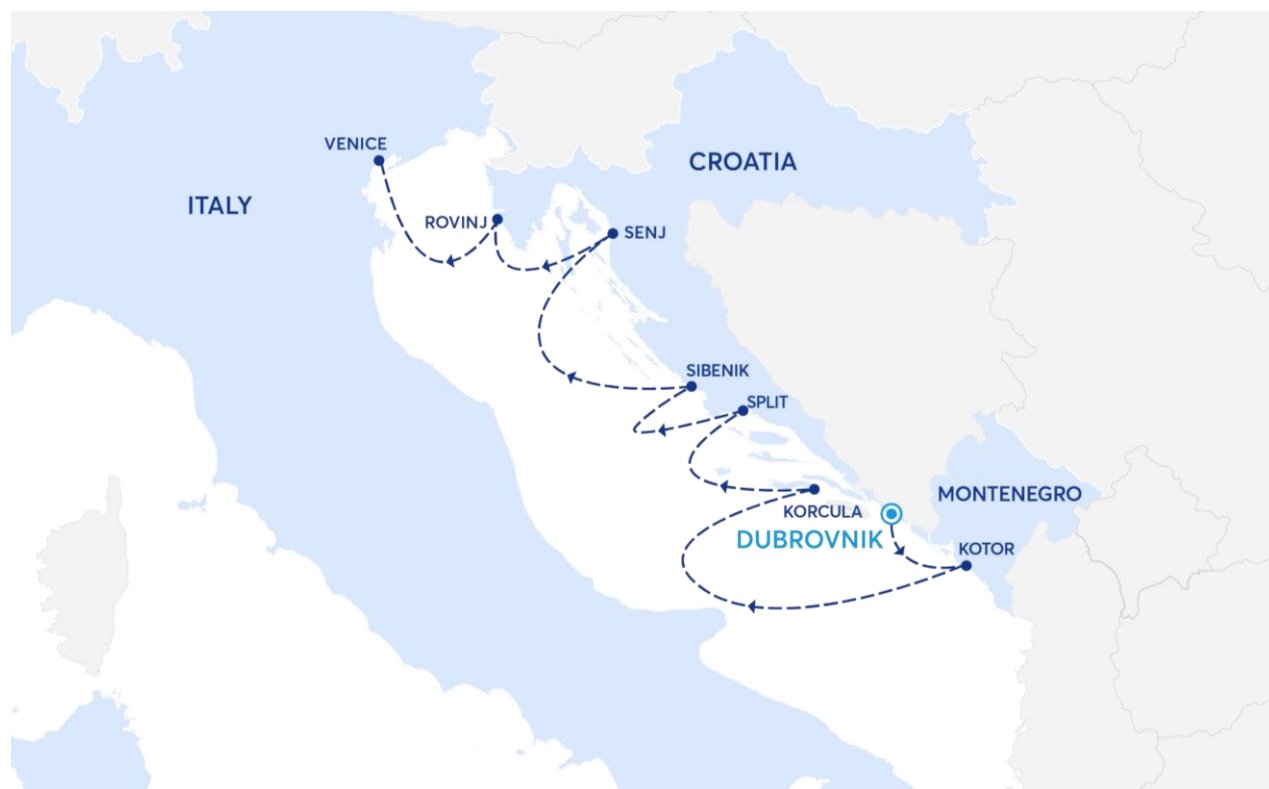 VENICE
CROATIA
ITALY
ROVINJ
SENJ
SIBENIK
SPLIT
MONTENEGRO
KORCULA
DUBROVNIK
KOTOR